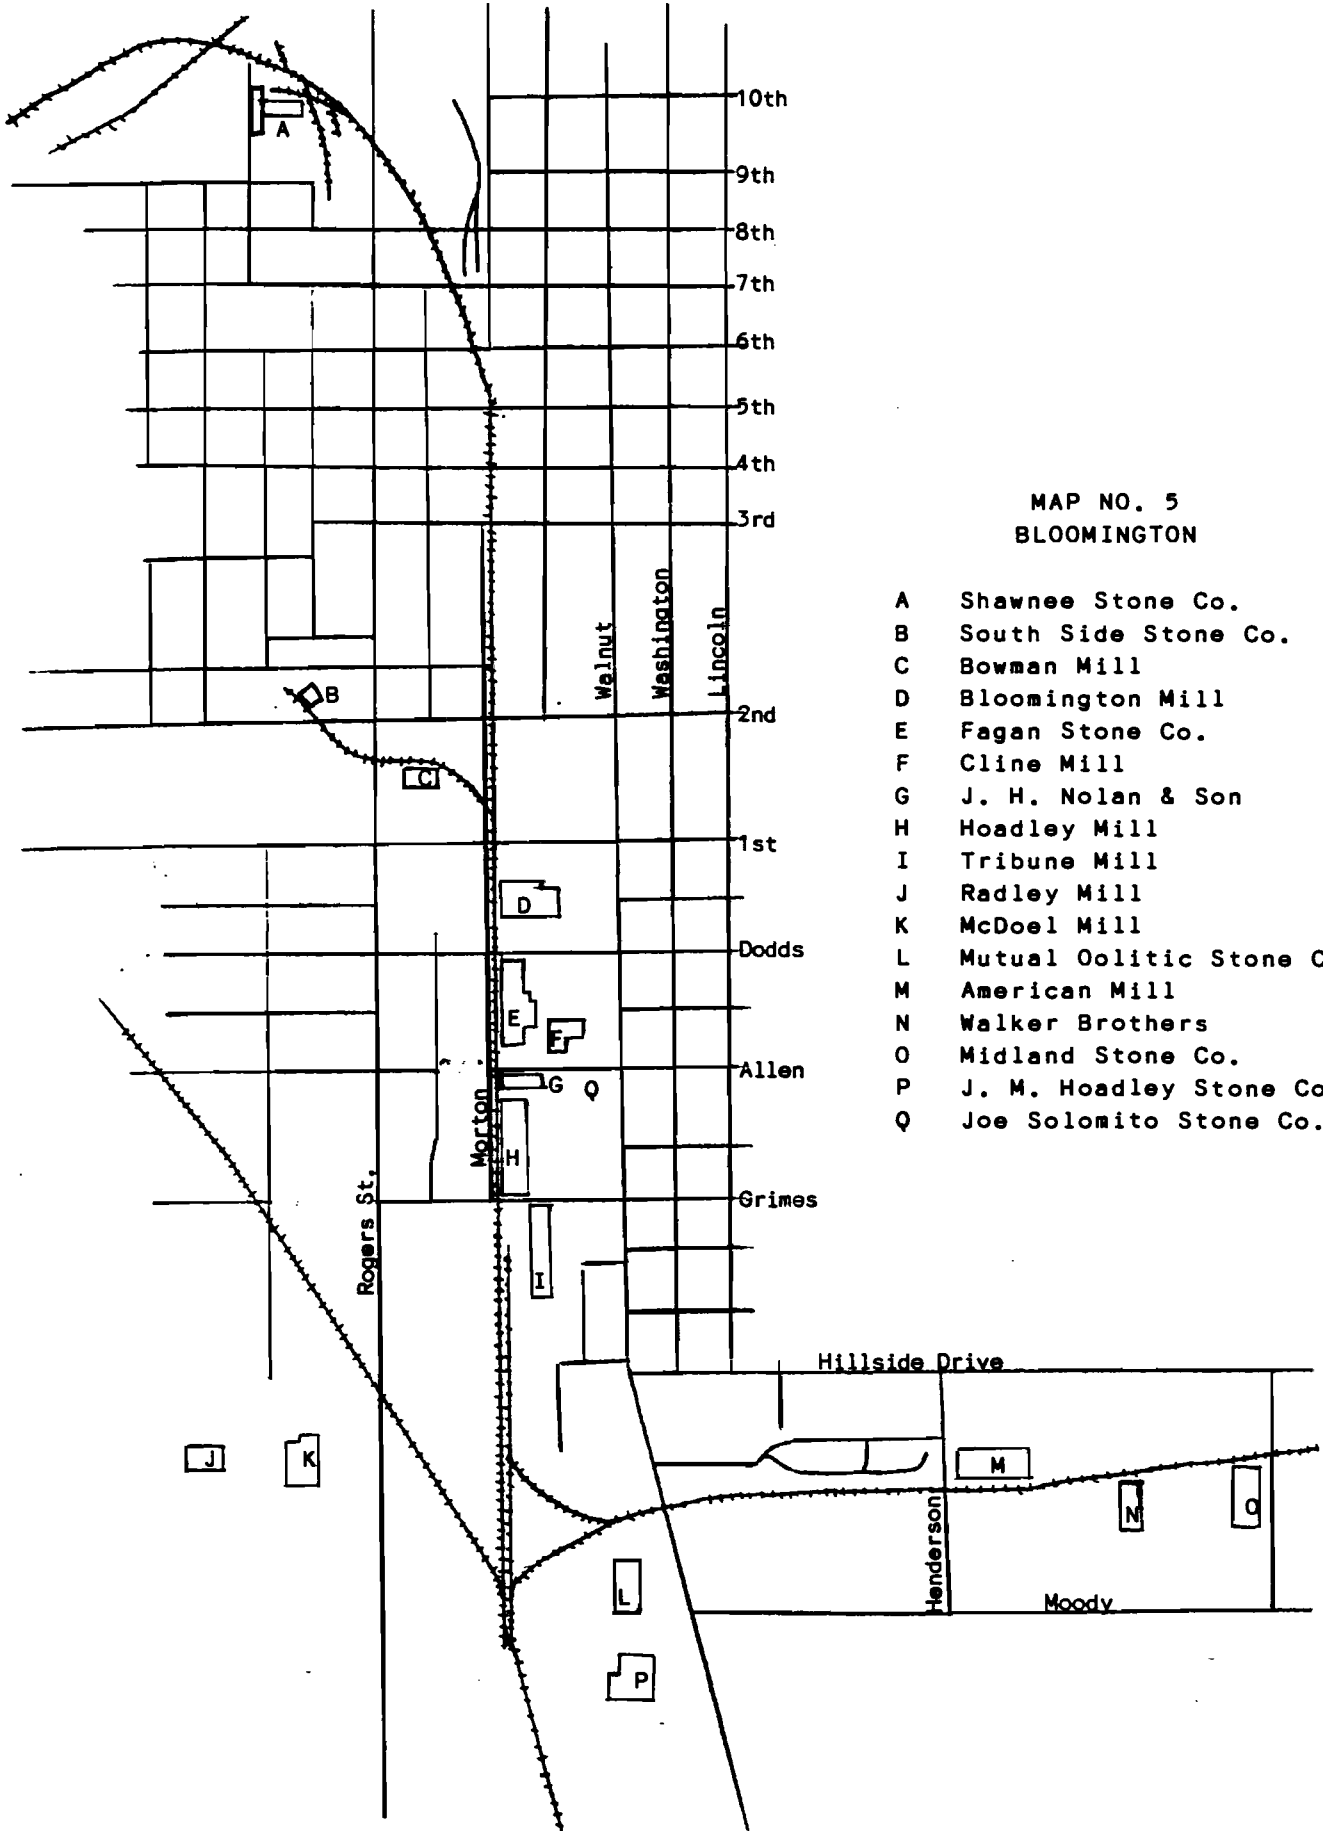 10th
A
9th
8th
7th
6th
5th
4th
3rd
MAP NO. 5
BLOOMINGTON
A Shawnee Stone Co.
B South Side Stone Co.
C Bowman Mill
D Bloomington Mill
E Fagan Stone Co.
F Cline Mill
G J. H. Nolan & Son
H Hoadley Mill
I Tribune Mill
J Radley Mill
K McDoel Mill
L Mutual Oolitic Stone C
M American Mill
N Walker Brothers
O Midland Stone Co.
P J. M. Hoadley Stone Co
Q Joe Solomito Stone Co.
Walnut
Washington
Lincoln
B
2nd
C
1st
D
Dodds
E
F
Allen
G
Q
Morton
H
Rogers St.
Grimes
I
Hillside Drive
J
K
M
N
O
Henderson
L
Moody
P